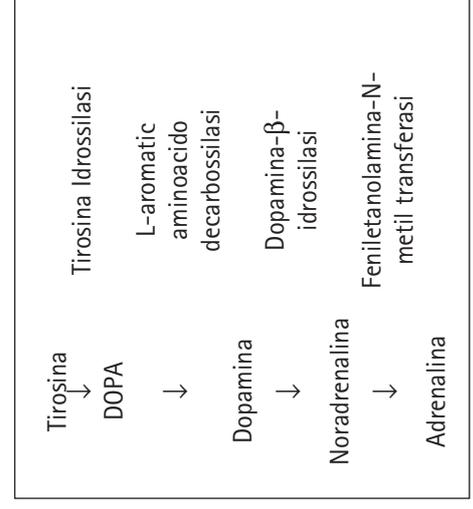 Tirosina
↓
Tirosina Idrossilasi
DOPA
↓
L-aromatic
aminoacido
decarbossilasi
Dopamina
↓
Dopamina-β-
idrossilasi
Noradrenalina
↓
Feniletanolamina-N-
metil transferasi
Adrenalina